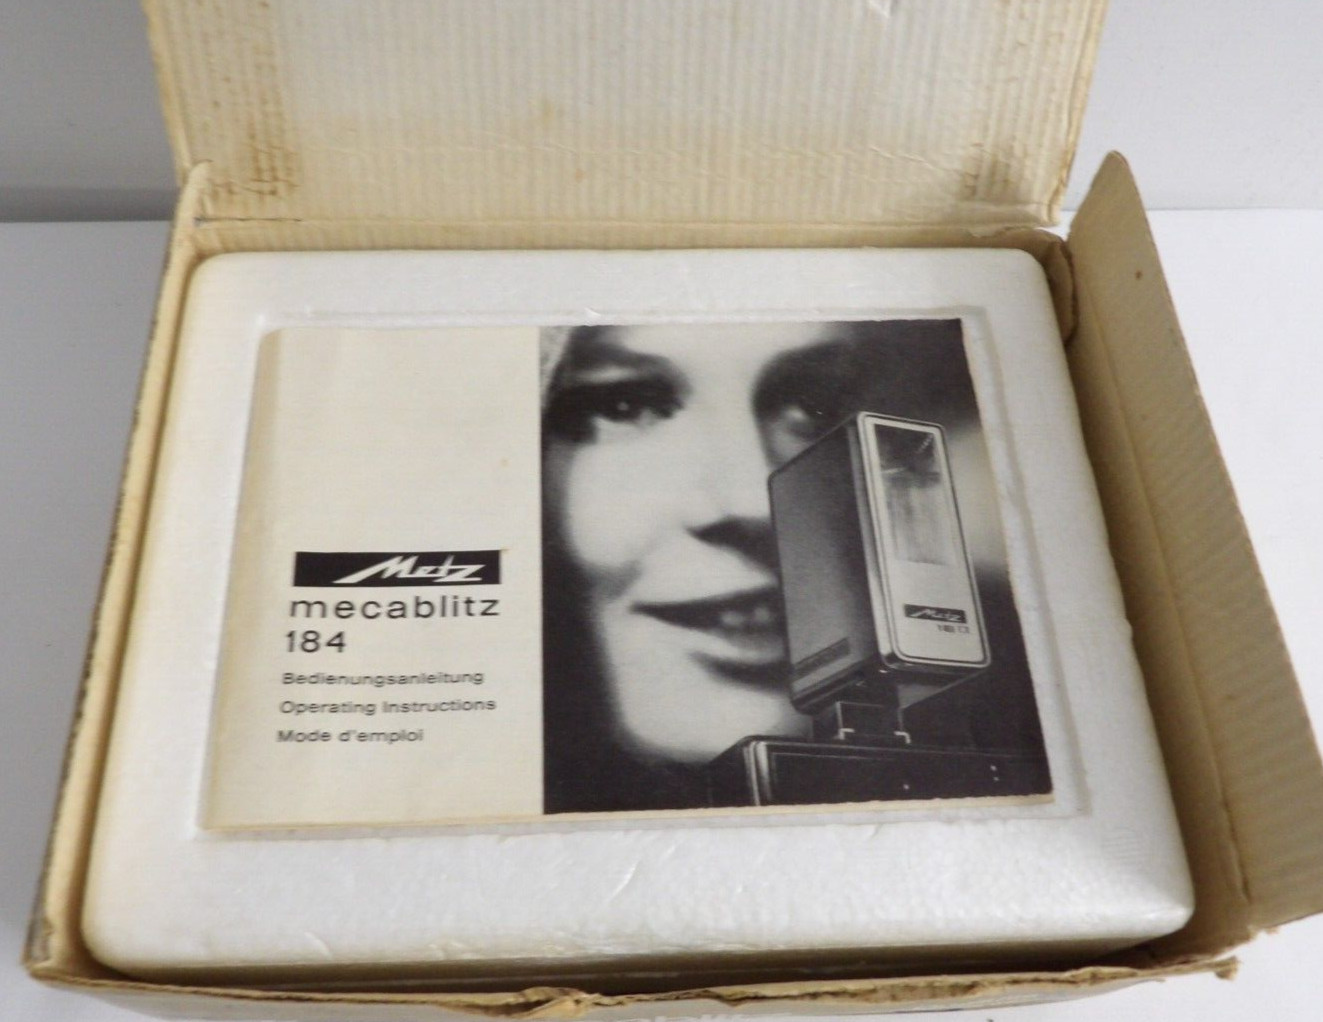 Metz
mecablitz
184
Bedienungsanleitung
Operating Instructions
Mode d'emploi
Metz